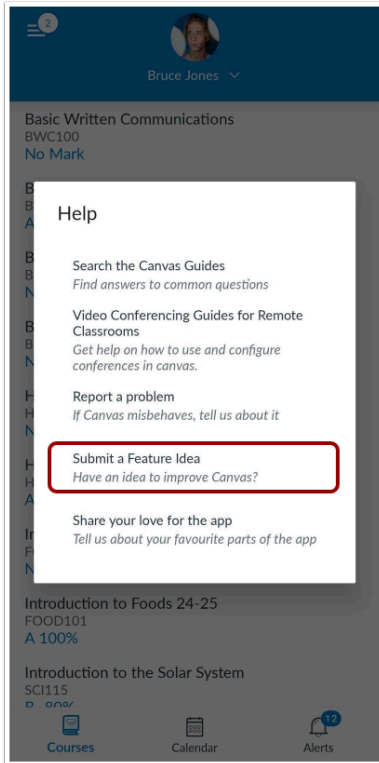 2
Bruce Jones
Basic Written Communications
BWC100
No Mark
B
B
A
Help
B
B
N
Search the Canvas Guides
Find answers to common questions
Video Conferencing Guides for Remote
Classrooms
Get help on how to use and configure
conferences in canvas.
B
B
N
Report a problem
If Canvas misbehaves, tell us about it
H
H
N
Submit a Feature Idea
Have an idea to improve Canvas?
H
H
A
Share your love for the app
Tell us about your favourite parts of the app
In
F
N
Introduction to Foods 24-25
FOOD101
A 100%
Introduction to the Solar System
SCI115
B 80%
12
Courses
Calendar
Alerts